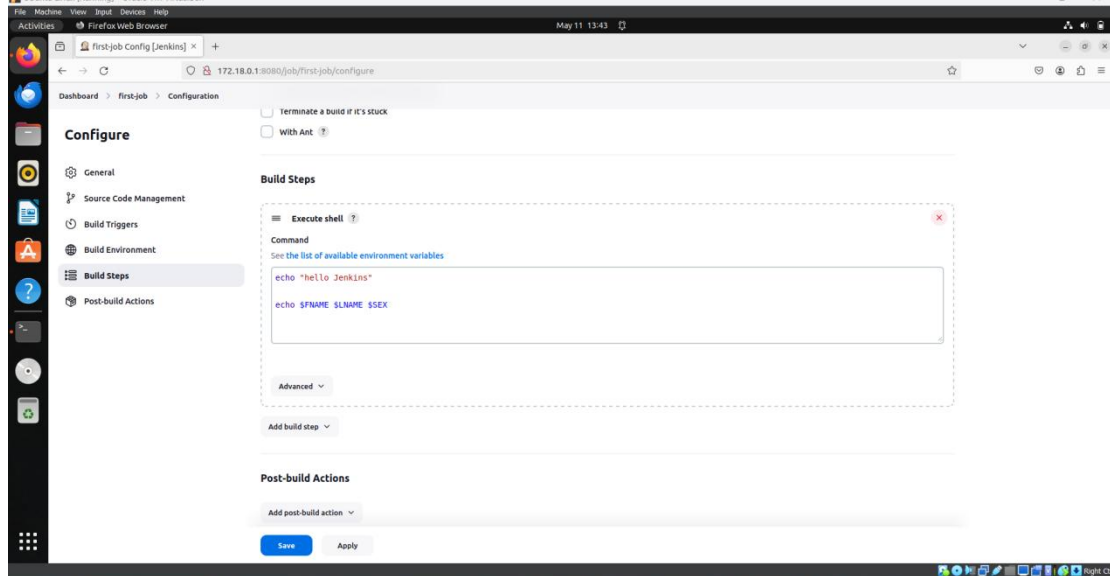 File Machine View Input Devices Help
Activities Firefox Web Browser May 11 13:43
first-job Config [Jenkins]
172.18.0.1:8080/job/first-job/configure
Dashboard > first-job > Configuration
Terminate a build if it's stuck
With Ant ?
Configure
General
Source Code Management
Build Triggers
Build Environment
Build Steps
Post-build Actions
Build Steps
Execute shell ?
Command
See the list of available environment variables
echo "hello Jenkins"
echo $FNAME $LNAME $SEX
Advanced
Add build step
Post-build Actions
Add post-build action
Save Apply